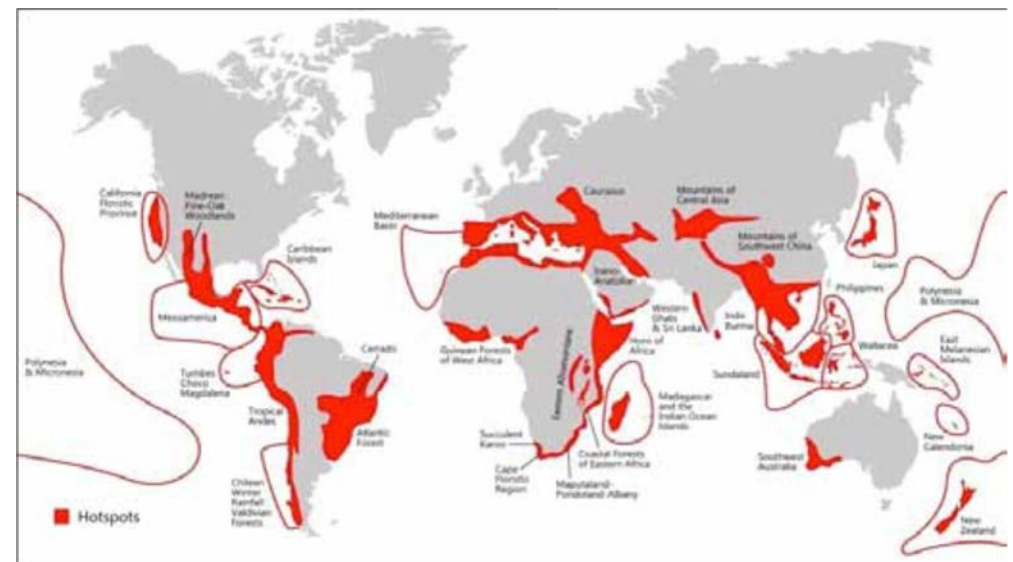 California
Floristic
Province
Madrean
Pine-Oak
Woodlands
Caribbean
Islands
Mesoamerica
Polynesia
& Micronesia
Tumbes
Choco
Magdalena
Tropical
Andes
Cerrado
Atlantic
Forest
Chilean
Winter
Rainfall
Valdivian
Forests
Hotspots
Mediterranean
Basin
Caucasus
Irano-
Anatolian
Guinean Forests
of West Africa
Eastern Afromontane
Horn of
Africa
Western
Ghats
& Sri Lanka
Madagascar
and the
Indian Ocean
Islands
Succulent
Karoo
Cape
Floristic
Region
Coastal Forests
of Eastern Africa
Maputaland-
Pondoland-Albany
Mountains of
Central Asia
Mountains of
Southwest China
Indo
Burma
Japan
Philippines
Polynesia
& Micronesia
Sundaland
Wallacea
East
Melanesian
Islands
New
Caledonia
Southwest
Australia
New
Zealand